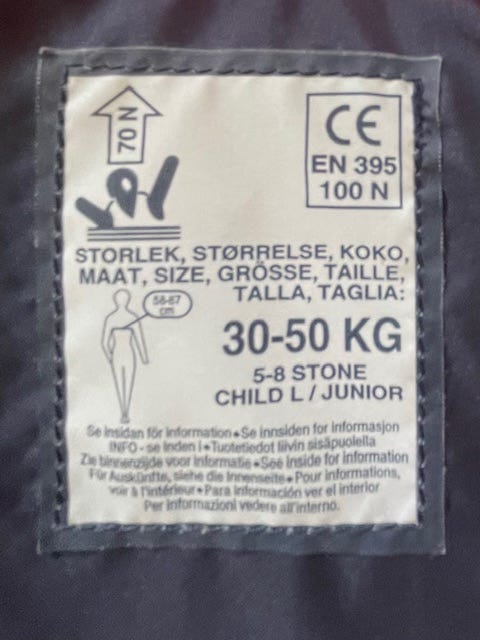 70 N
CE
EN 395
100 N
STORLEK, STØRRELSE, KOKO,
MAAT, SIZE, GRÖSSE, TAILLE,
TALLA, TAGLIA:
58-67
cm
30-50 KG
5-8 STONE
CHILD L / JUNIOR
Se insidan för information • Se innsiden for informasjon
INFO - se inden i • Tuotetiedot liivin sisäpuolella
Zie binnenzijde voor informatie • See inside for information
Für Auskünfte, siehe die Innenseite • Pour informations,
voir à l'intérieur • Para información ver el interior
Per informazioni vedere all'interno.